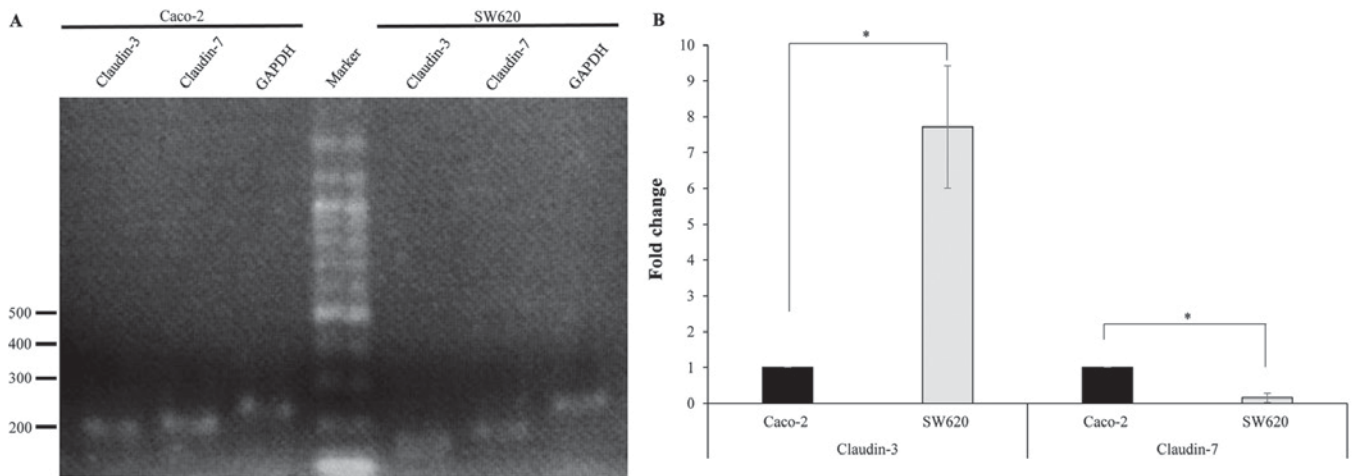 A
Caco-2
SW620
Claudin-3
Claudin-7
GAPDH
Marker
Claudin-3
Claudin-7
GAPDH
500
400
300
200
B
*
*
Fold change
10
9
8
7
6
5
4
3
2
1
0
Caco-2
SW620
Caco-2
SW620
Claudin-3
Claudin-7